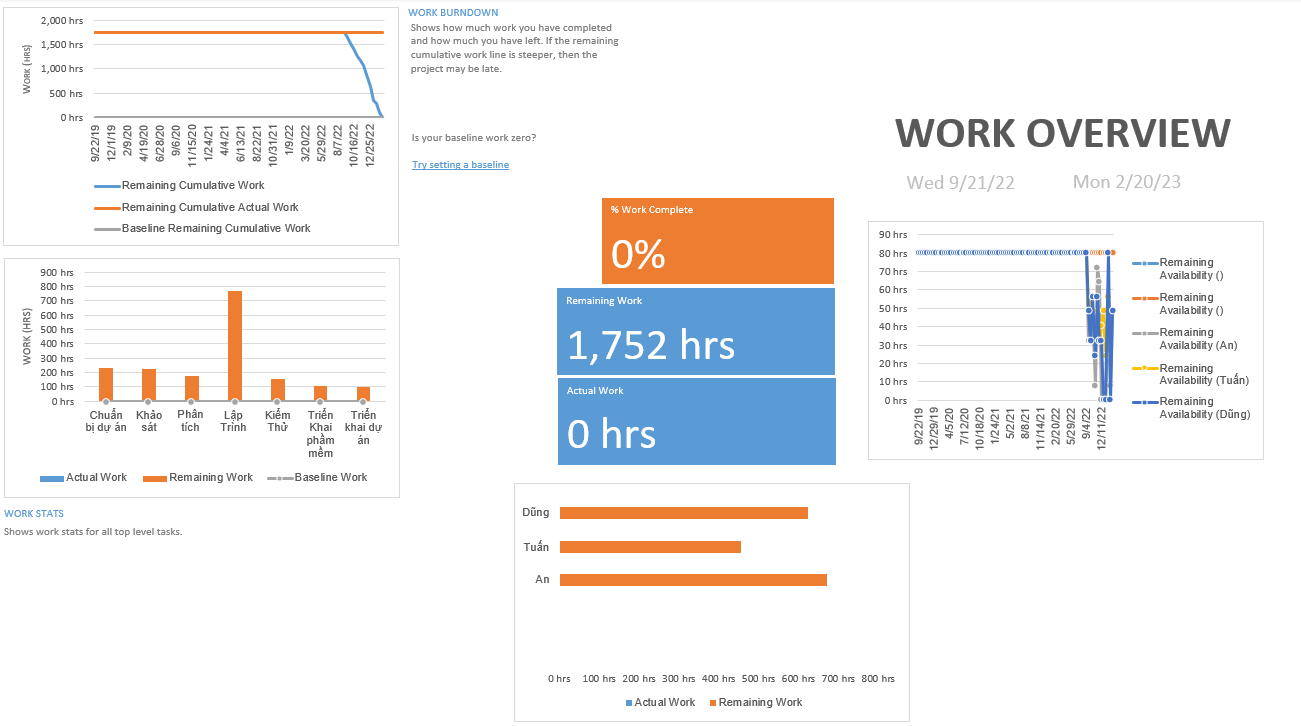 2,000 hrs
1,500 hrs
1,000 hrs
500 hrs
0 hrs
WORK (HRS)
9/22/19
12/1/19
2/9/20
4/19/20
6/28/20
9/6/20
11/15/20
1/24/21
4/4/21
6/13/21
8/22/21
10/31/21
1/9/22
3/20/22
5/29/22
8/7/22
10/16/22
12/25/22
Remaining Cumulative Work
Remaining Cumulative Actual Work
Baseline Remaining Cumulative Work
WORK BURNDOWN
Shows how much work you have completed
and how much you have left. If the remaining
cumulative work line is steeper, then the
project may be late.
Is your baseline work zero?
Try setting a baseline
WORK OVERVIEW
Wed 9/21/22 Mon 2/20/23
% Work Complete
0%
Remaining Work
1,752 hrs
Actual Work
0 hrs
90 hrs
80 hrs
70 hrs
60 hrs
50 hrs
40 hrs
30 hrs
20 hrs
10 hrs
0 hrs
9/22/19
12/29/19
4/5/20
7/12/20
10/18/20
1/24/21
5/2/21
8/8/21
11/14/21
2/20/22
5/29/22
9/4/22
12/11/22
Remaining
Availability ()
Remaining
Availability ()
Remaining
Availability (An)
Remaining
Availability (Tuấn)
Remaining
Availability (Dũng)
900 hrs
800 hrs
700 hrs
600 hrs
500 hrs
400 hrs
300 hrs
200 hrs
100 hrs
0 hrs
WORK (HRS)
Chuẩn
bị dự án
Khảo
sát
Phân
tích
Lập
Trình
Kiểm
Thử
Triển
Khai
phầm
mềm
Triển
khai dự
án
Actual Work Remaining Work Baseline Work
WORK STATS
Shows work stats for all top level tasks.
Dũng
Tuấn
An
0 hrs 100 hrs 200 hrs 300 hrs 400 hrs 500 hrs 600 hrs 700 hrs 800 hrs
Actual Work Remaining Work